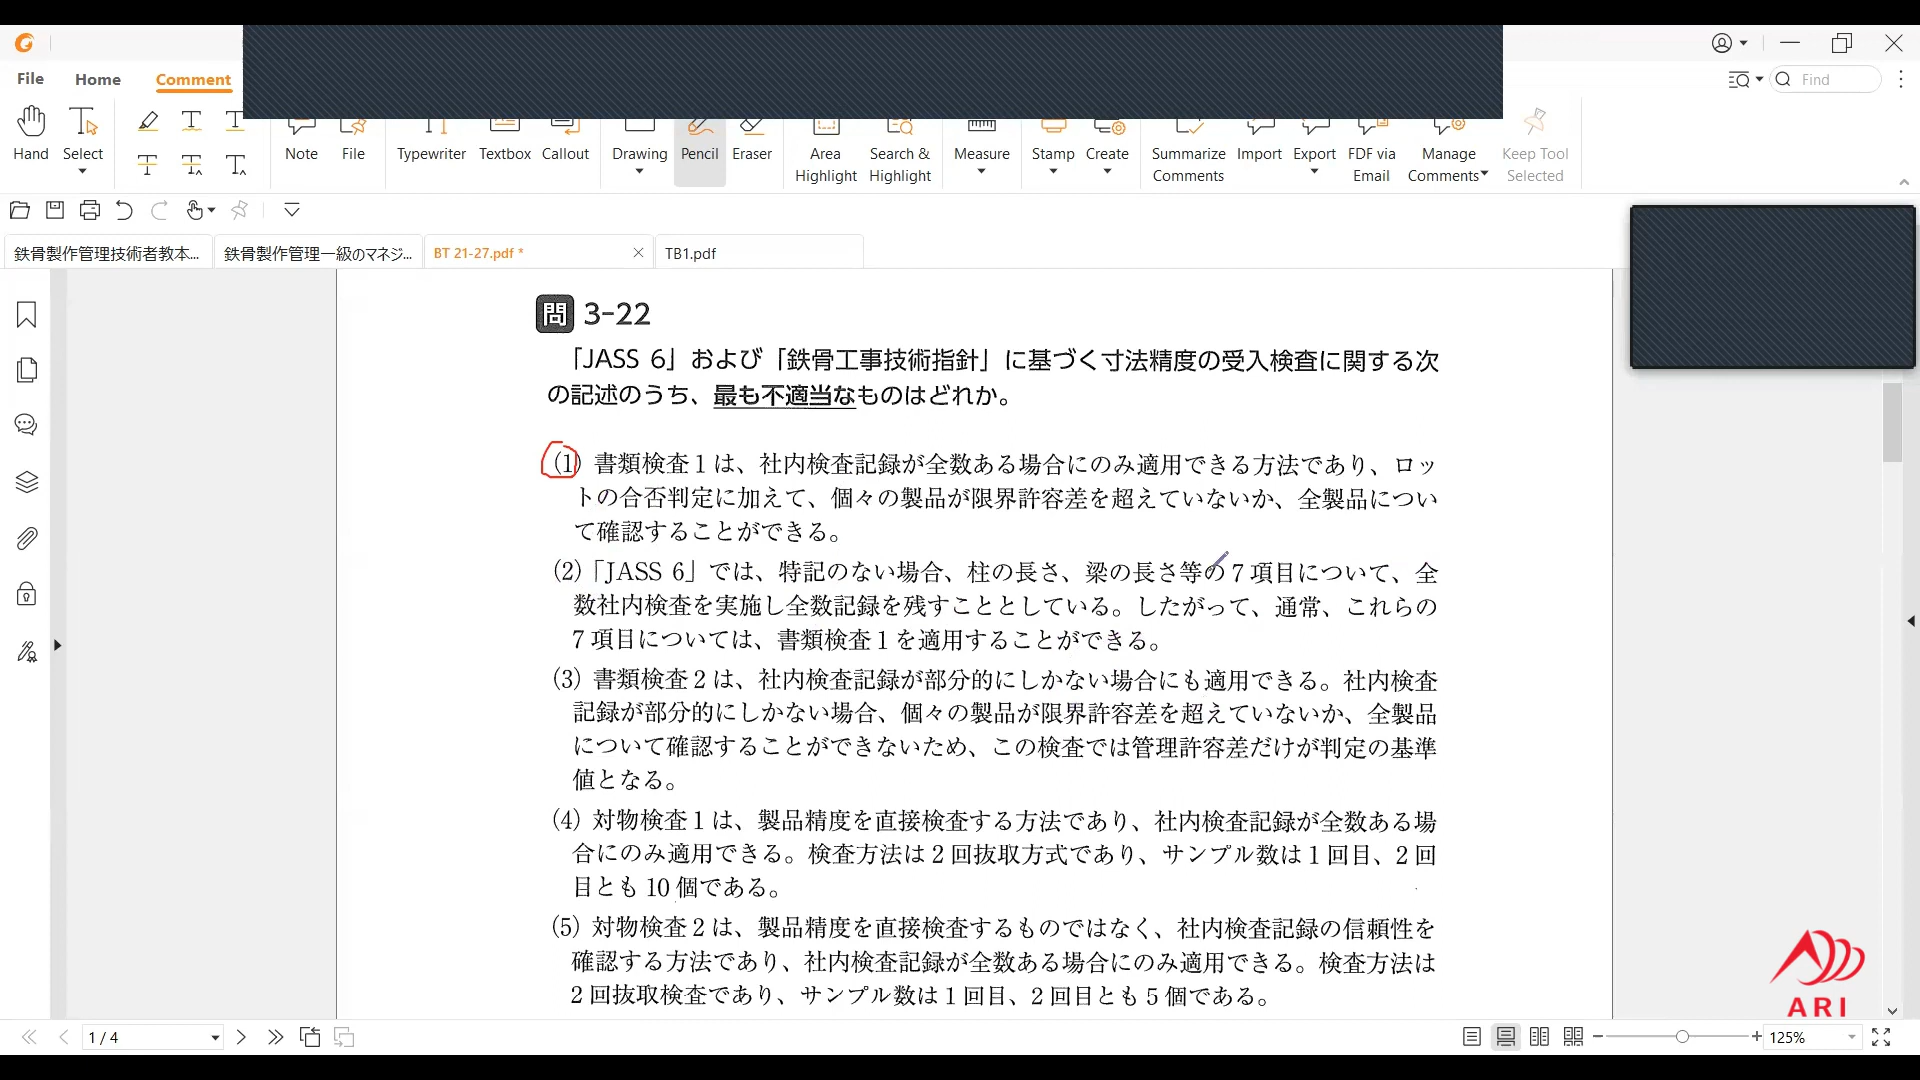 File Home Comment Find
Hand Select Note File Typewriter Textbox Callout Drawing Pencil Eraser Area Highlight Search & Highlight Measure Stamp Create Summarize Comments Import Export FDF via Email Manage Comments Keep Tool Selected
鉄骨製作管理技術者教本... 鉄骨製作管理一級のマネジ... BT 21-27.pdf * TB1.pdf
問 3-22
「JASS 6」および「鉄骨工事技術指針」に基づく寸法精度の受入検査に関する次
の記述のうち、最も不適当なものはどれか。
(1) 書類検査1は、社内検査記録が全数ある場合にのみ適用できる方法であり、ロッ
トの合否判定に加えて、個々の製品が限界許容差を超えていないか、全製品につい
て確認することができる。
(2)「JASS 6」では、特記のない場合、柱の長さ、梁の長さ等の7項目について、全
数社内検査を実施し全数記録を残すこととしている。したがって、通常、これらの
7項目については、書類検査1を適用することができる。
(3) 書類検査2は、社内検査記録が部分的にしかない場合にも適用できる。社内検査
記録が部分的にしかない場合、個々の製品が限界許容差を超えていないか、全製品
について確認することができないため、この検査では管理許容差だけが判定の基準
値となる。
(4) 対物検査1は、製品精度を直接検査する方法であり、社内検査記録が全数ある場
合にのみ適用できる。検査方法は2回抜取方式であり、サンプル数は1回目、2回
目とも10個である。
(5) 対物検査2は、製品精度を直接検査するものではなく、社内検査記録の信頼性を
確認する方法であり、社内検査記録が全数ある場合にのみ適用できる。検査方法は
2回抜取検査であり、サンプル数は1回目、2回目とも5個である。
ARI
1 / 4 125%